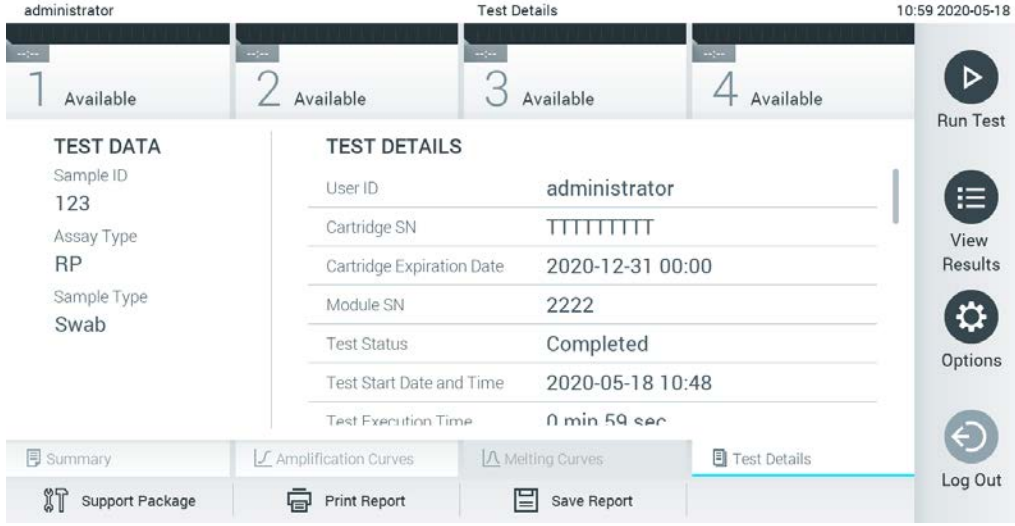 administrator Test Details 10:59 2020-05-18
--:-- --:-- --:-- --:--
1 Available 2 Available 3 Available 4 Available
Run Test
TEST DATA
Sample ID
123
Assay Type
RP
Sample Type
Swab
TEST DETAILS
User ID administrator
Cartridge SN TTTTTTTTT
Cartridge Expiration Date 2020-12-31 00:00
Module SN 2222
Test Status Completed
Test Start Date and Time 2020-05-18 10:48
Test Execution Time 0 min 59 sec
View
Results
Options
Log Out
Summary Amplification Curves Melting Curves Test Details
Support Package Print Report Save Report